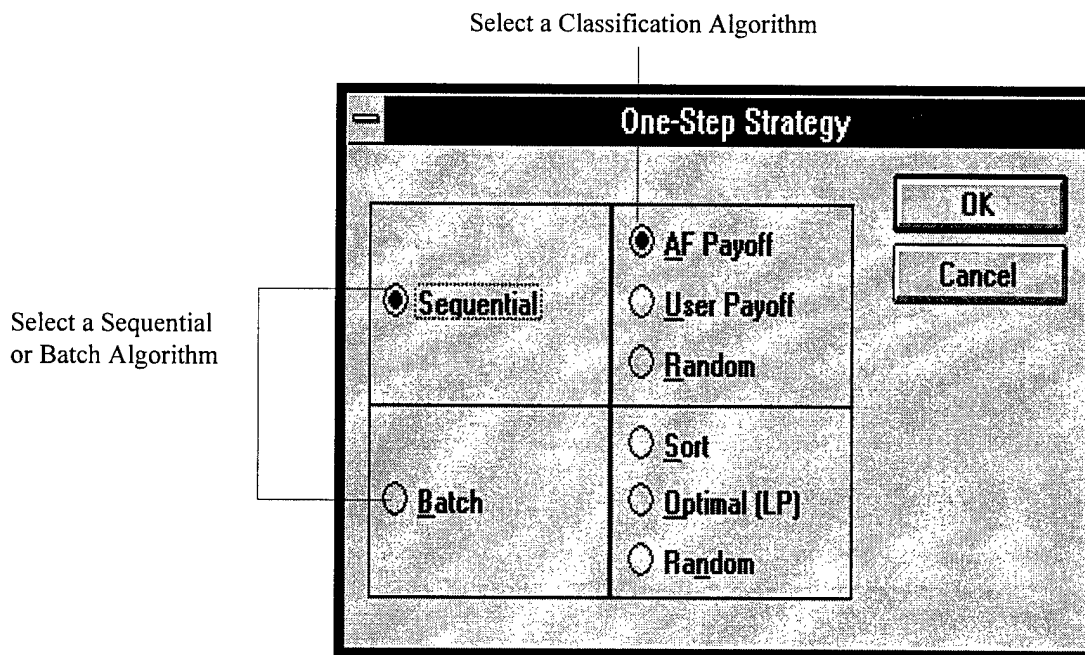 Select a Classification Algorithm
One-Step Strategy
OK
Cancel
AF Payoff
Sequential
User Payoff
Random
Select a Sequential
or Batch Algorithm
Sort
Batch
Optimal (LP)
Random